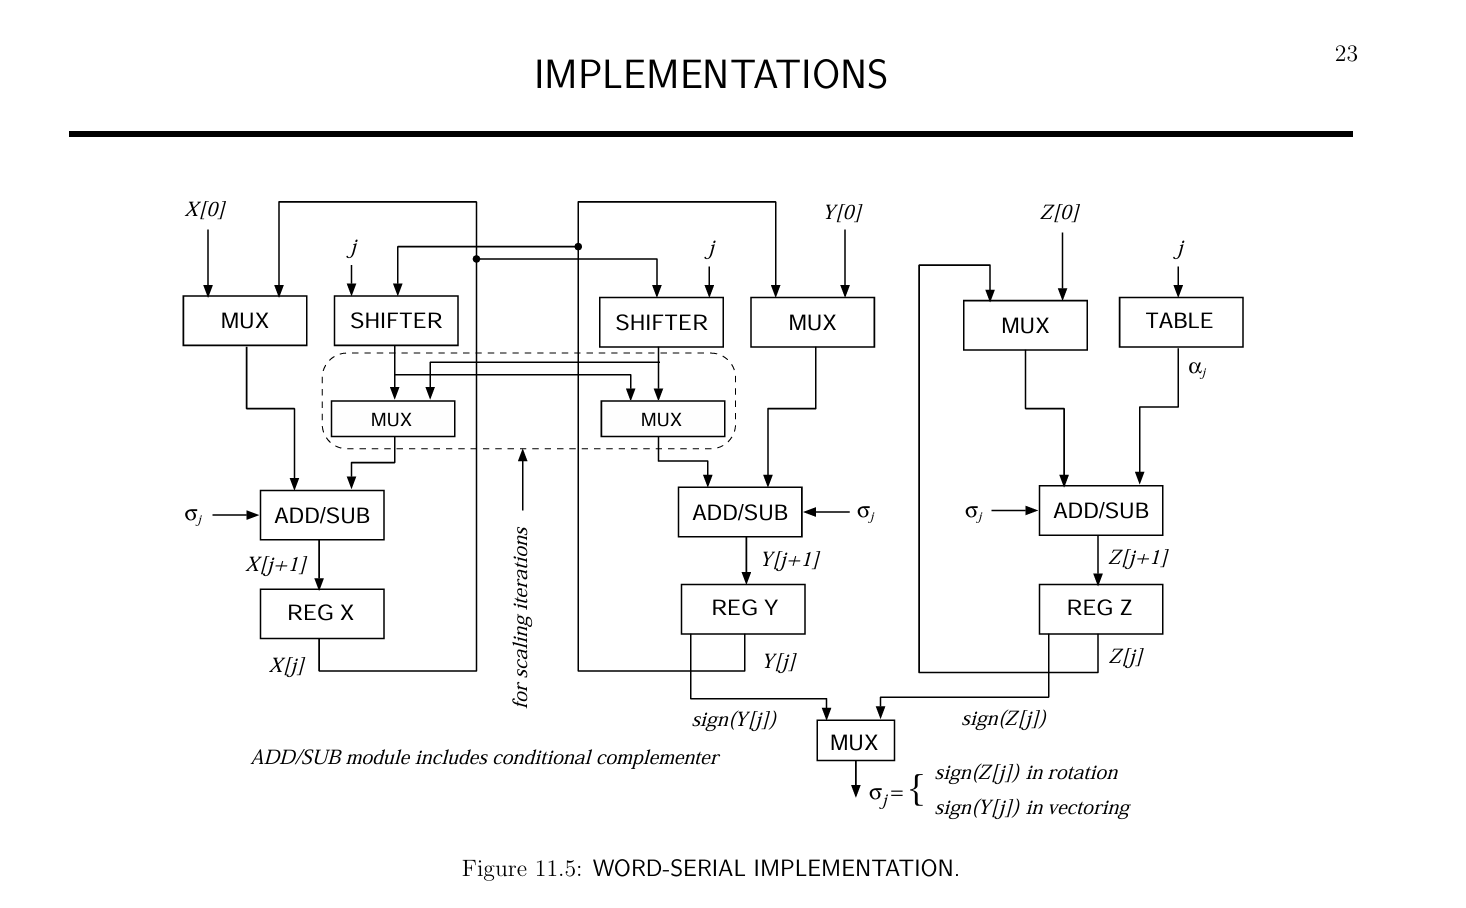 23
IMPLEMENTATIONS
X[0]
Y[0]
Z[0]
j
j
j
MUX
SHIFTER
SHIFTER
MUX
MUX
TABLE
αj
MUX
MUX
σj
ADD/SUB
ADD/SUB
σj
σj
ADD/SUB
X[j+1]
Y[j+1]
Z[j+1]
REG X
REG Y
REG Z
X[j]
Y[j]
Z[j]
for scaling iterations
sign(Y[j])
sign(Z[j])
MUX
ADD/SUB module includes conditional complementer
σj= { sign(Z[j]) in rotation
sign(Y[j]) in vectoring
Figure 11.5: WORD-SERIAL IMPLEMENTATION.